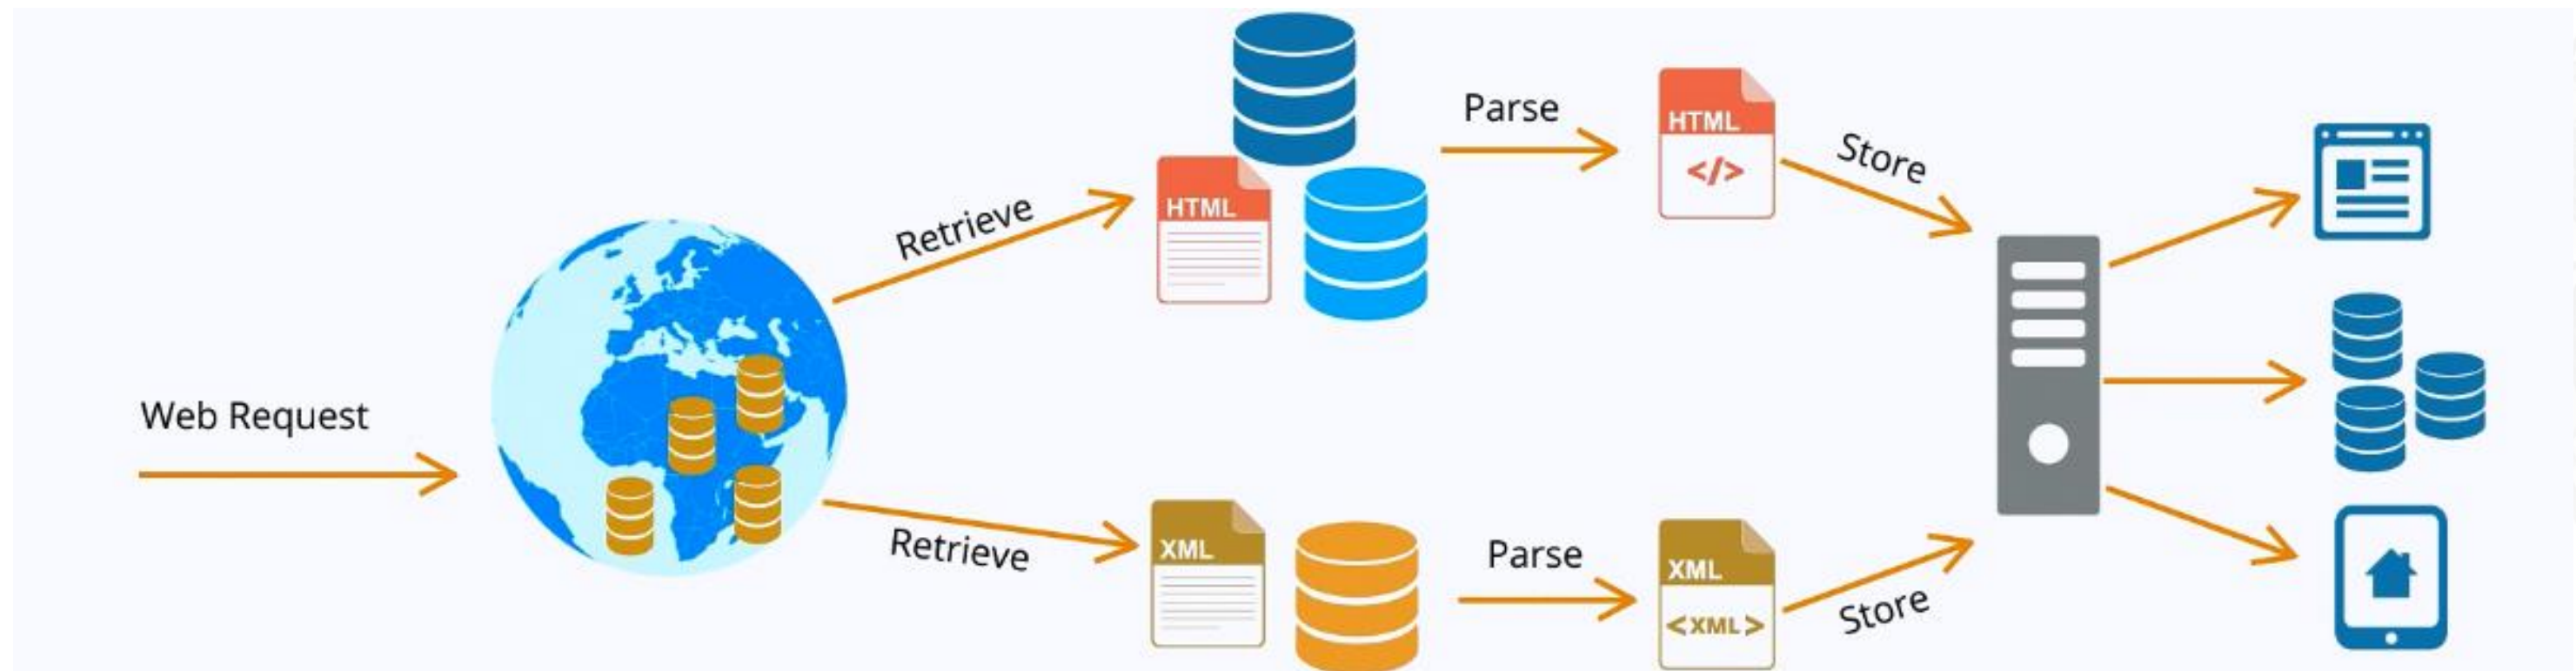 Web Request
Retrieve
HTML
Parse
HTML
</>
Store
Retrieve
XML
Parse
XML
<XML>
Store